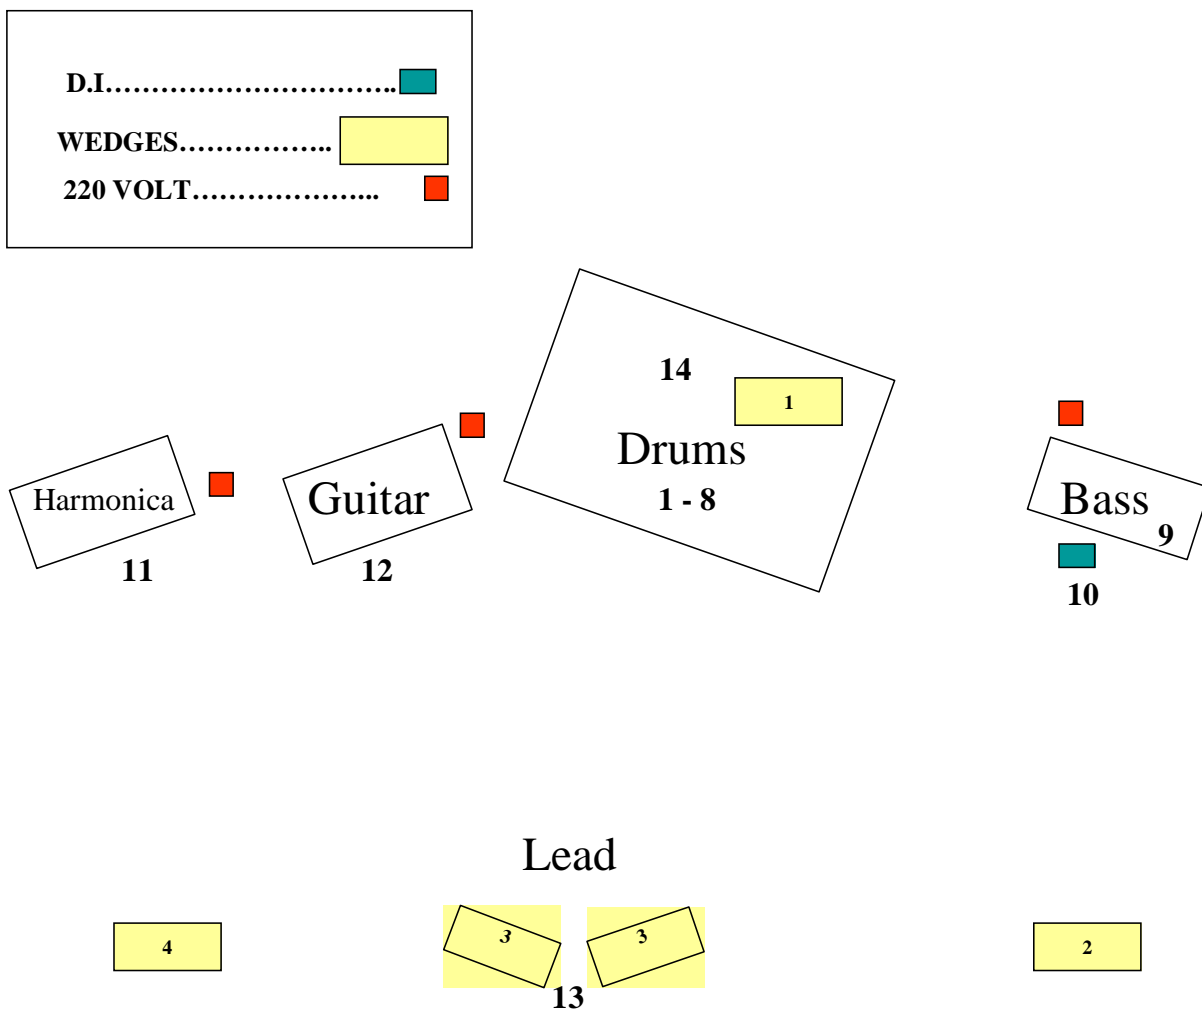 D.I…………………………..
WEDGES……………..
220 VOLT………………...
14
1
Drums
1 - 8
Harmonica
11
Guitar
12
Bass
9
10
Lead
4
3
3
2
13